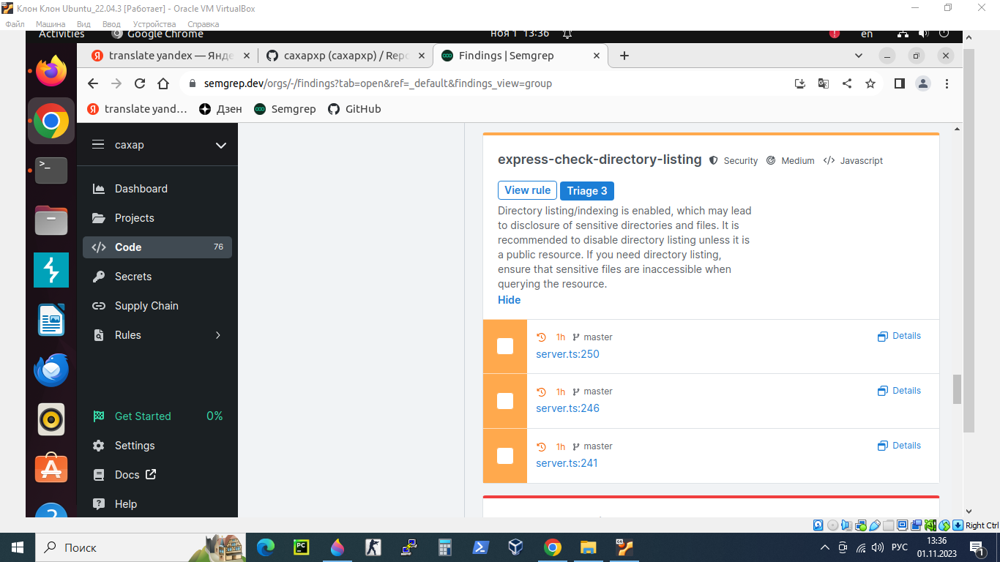 Клон Клон Ubuntu_22.04.3 [Работает] - Oracle VM VirtualBox
Файл Машина Вид Ввод Устройства Справка
Activities Google Chrome ноя 1 13:36 en
translate yandex — Янде
caxapxp (caxapxp) / Repo
Findings | Semgrep
semgrep.dev/orgs/-/findings?tab=open&ref=_default&findings_view=group
translate yand... Дзен Semgrep GitHub
caxap
Dashboard
Projects
Code 76
Secrets
Supply Chain
Rules
Get Started 0%
Settings
Docs
Help
express-check-directory-listing Security Medium Javascript
View rule Triage 3
Directory listing/indexing is enabled, which may lead
to disclosure of sensitive directories and files. It is
recommended to disable directory listing unless it is
a public resource. If you need directory listing,
ensure that sensitive files are inaccessible when
querying the resource.
Hide
1h master Details
server.ts:250
1h master Details
server.ts:246
1h master Details
server.ts:241
Right Ctrl
Поиск
РУС
13:36
01.11.2023
1